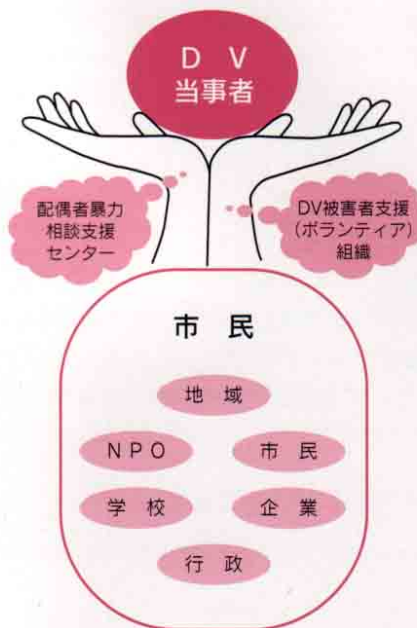 D V
当事者
配偶者暴力
相談支援
センター
DV被害者支援
(ボランティア)
組織
市 民
地 域
NPO
市 民
学 校
企 業
行 政